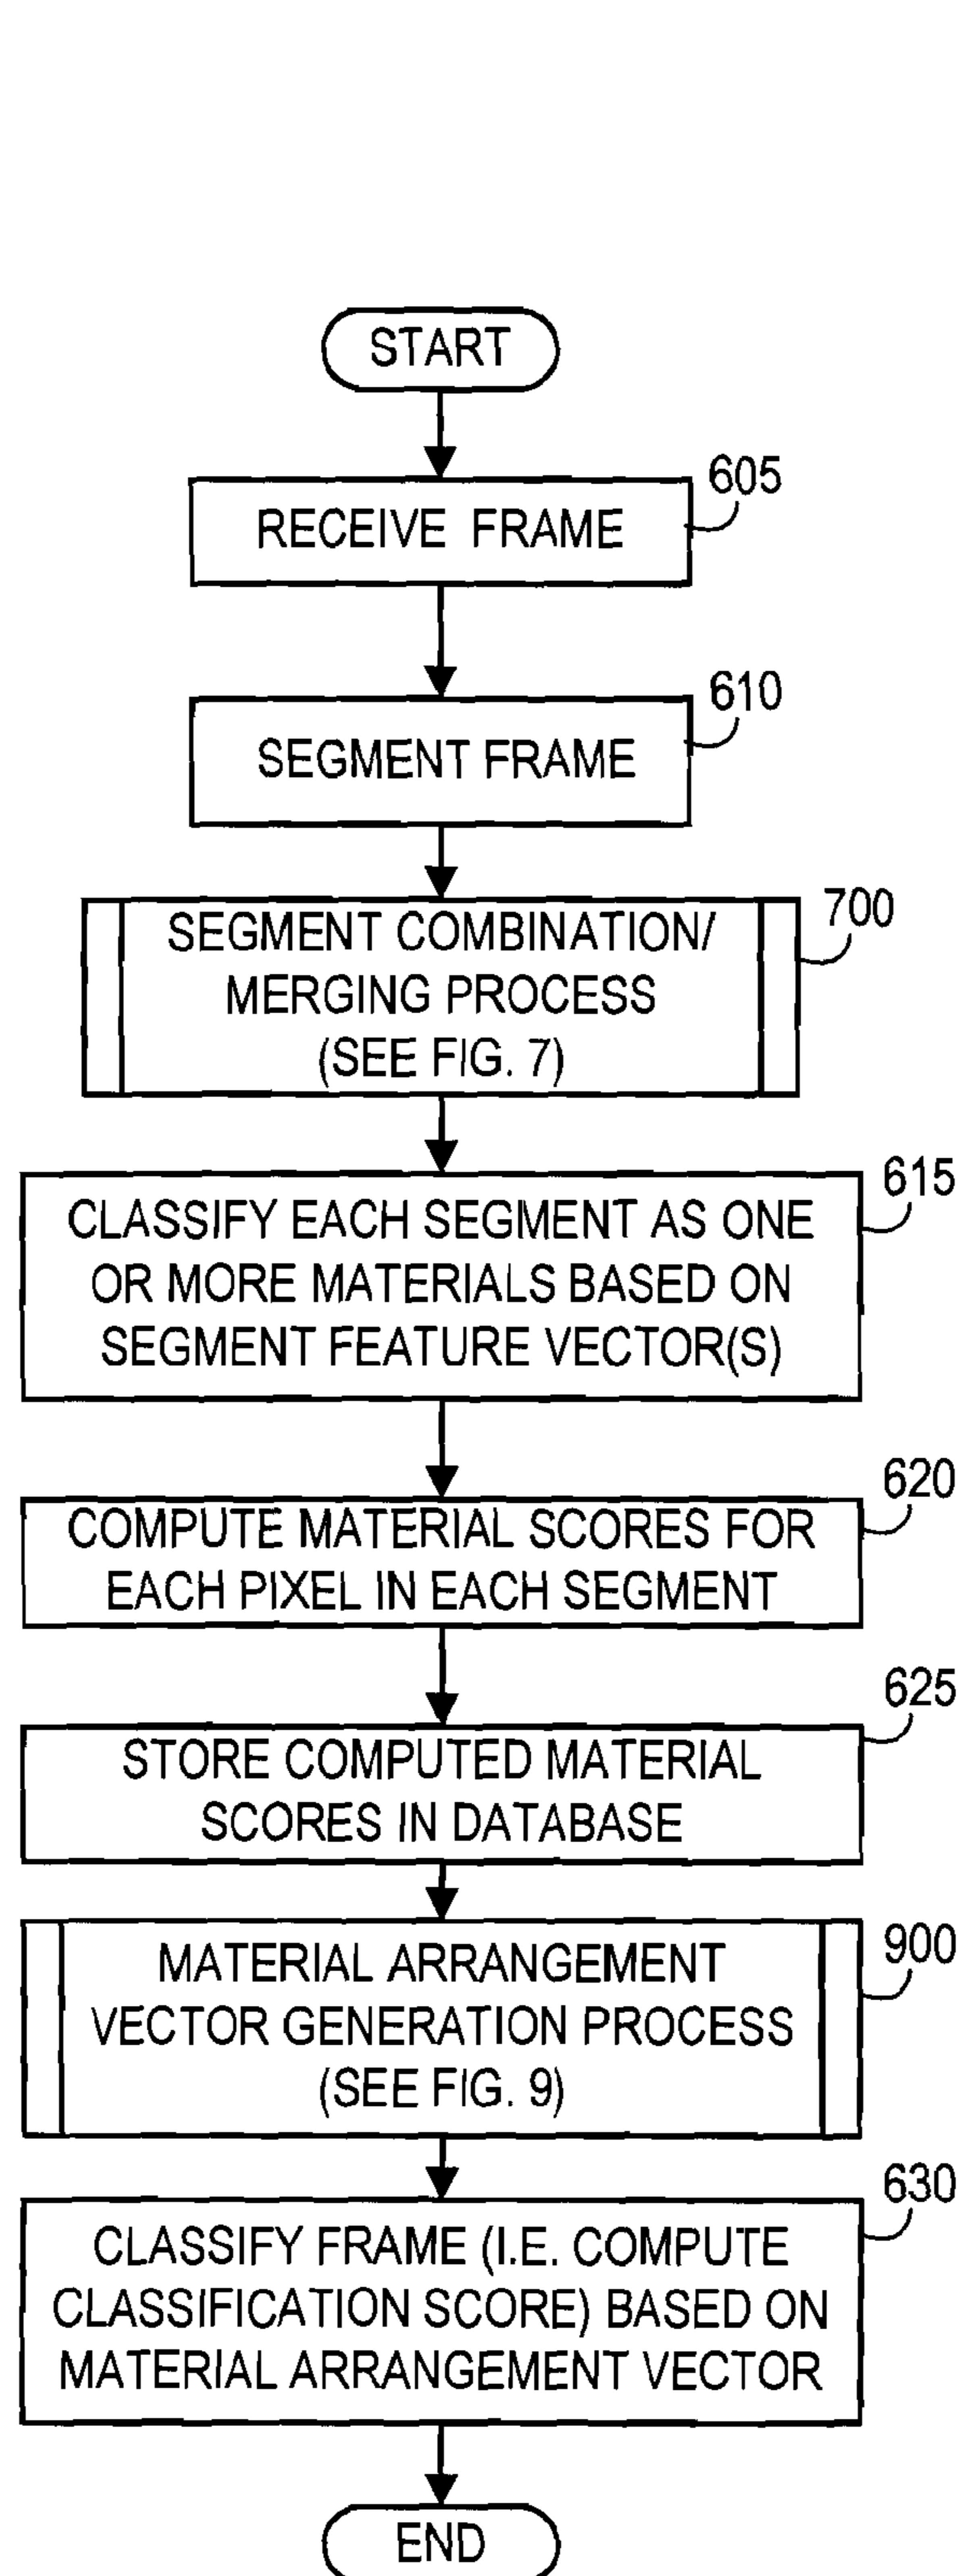 START
605
RECEIVE FRAME
610
SEGMENT FRAME
700
SEGMENT COMBINATION/
MERGING PROCESS
(SEE FIG. 7)
615
CLASSIFY EACH SEGMENT AS ONE
OR MORE MATERIALS BASED ON
SEGMENT FEATURE VECTOR(S)
620
COMPUTE MATERIAL SCORES FOR
EACH PIXEL IN EACH SEGMENT
625
STORE COMPUTED MATERIAL
SCORES IN DATABASE
900
MATERIAL ARRANGEMENT
VECTOR GENERATION PROCESS
(SEE FIG. 9)
630
CLASSIFY FRAME (I.E. COMPUTE
CLASSIFICATION SCORE) BASED ON
MATERIAL ARRANGEMENT VECTOR
END